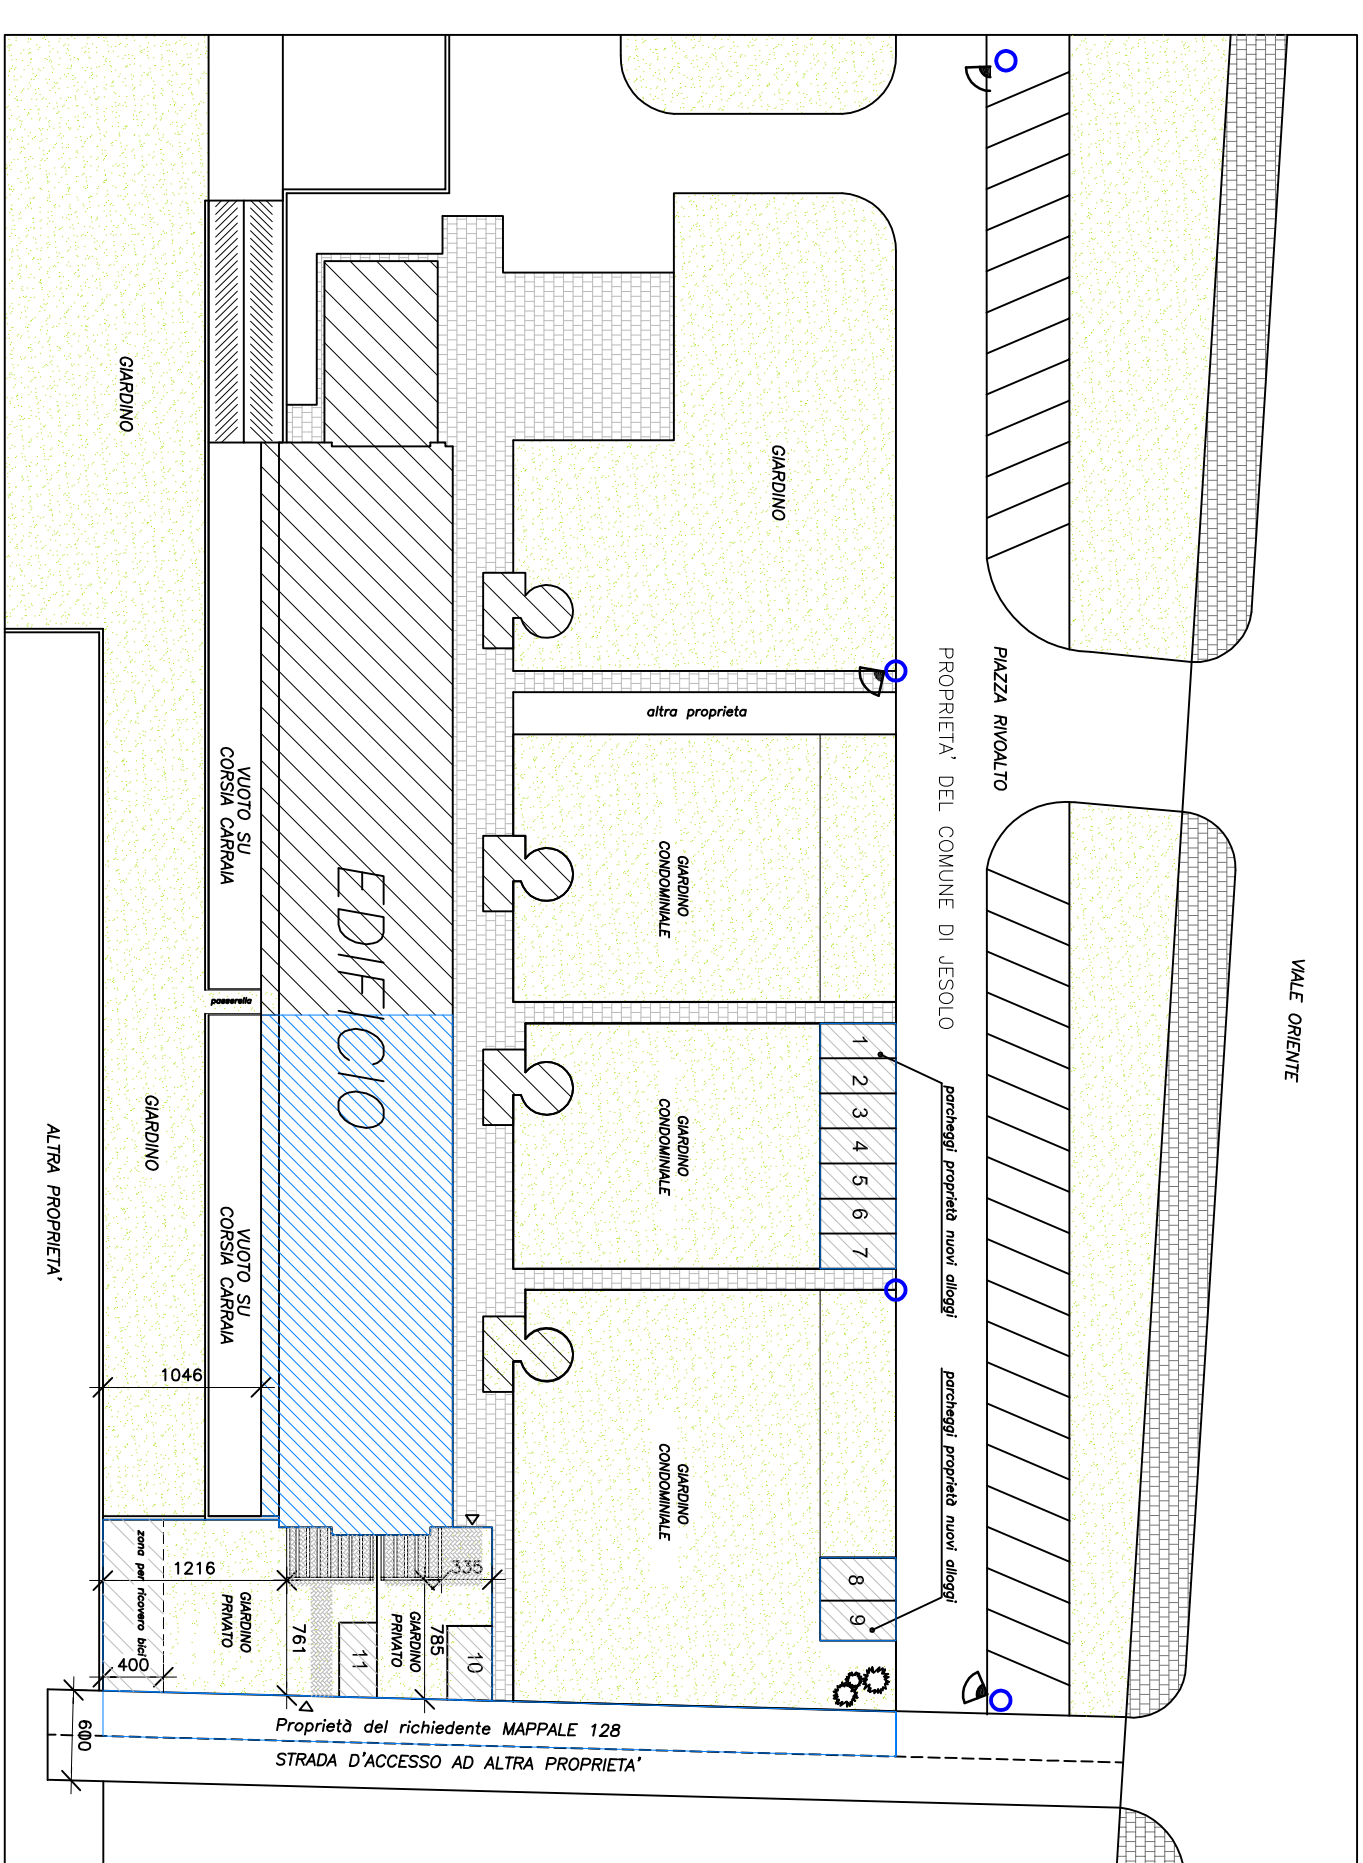 VIALE ORIENTE
PIAZZA RIVOALTO
PROPRIETA' DEL COMUNE DI JESOLO
GIARDINO
GIARDINO
altra proprieta
GIARDINO
CONDOMINIALE
GIARDINO
CONDOMINIALE
GIARDINO
CONDOMINIALE
parcheggi proprietà nuovi alloggi
parcheggi proprietà nuovi alloggi
1
2
3
4
5
6
7
8
9
10
11
EDIFICIO
VUOTO SU
CORSIA CARRAIA
passerella
VUOTO SU
CORSIA CARRAIA
GIARDINO
ALTRA PROPRIETA'
1046
1216
335
785
761
400
600
zona per ricovero bici
GIARDINO
PRIVATO
GIARDINO
PRIVATO
Proprietà del richiedente MAPPALE 128
STRADA D'ACCESSO AD ALTRA PROPRIETA'